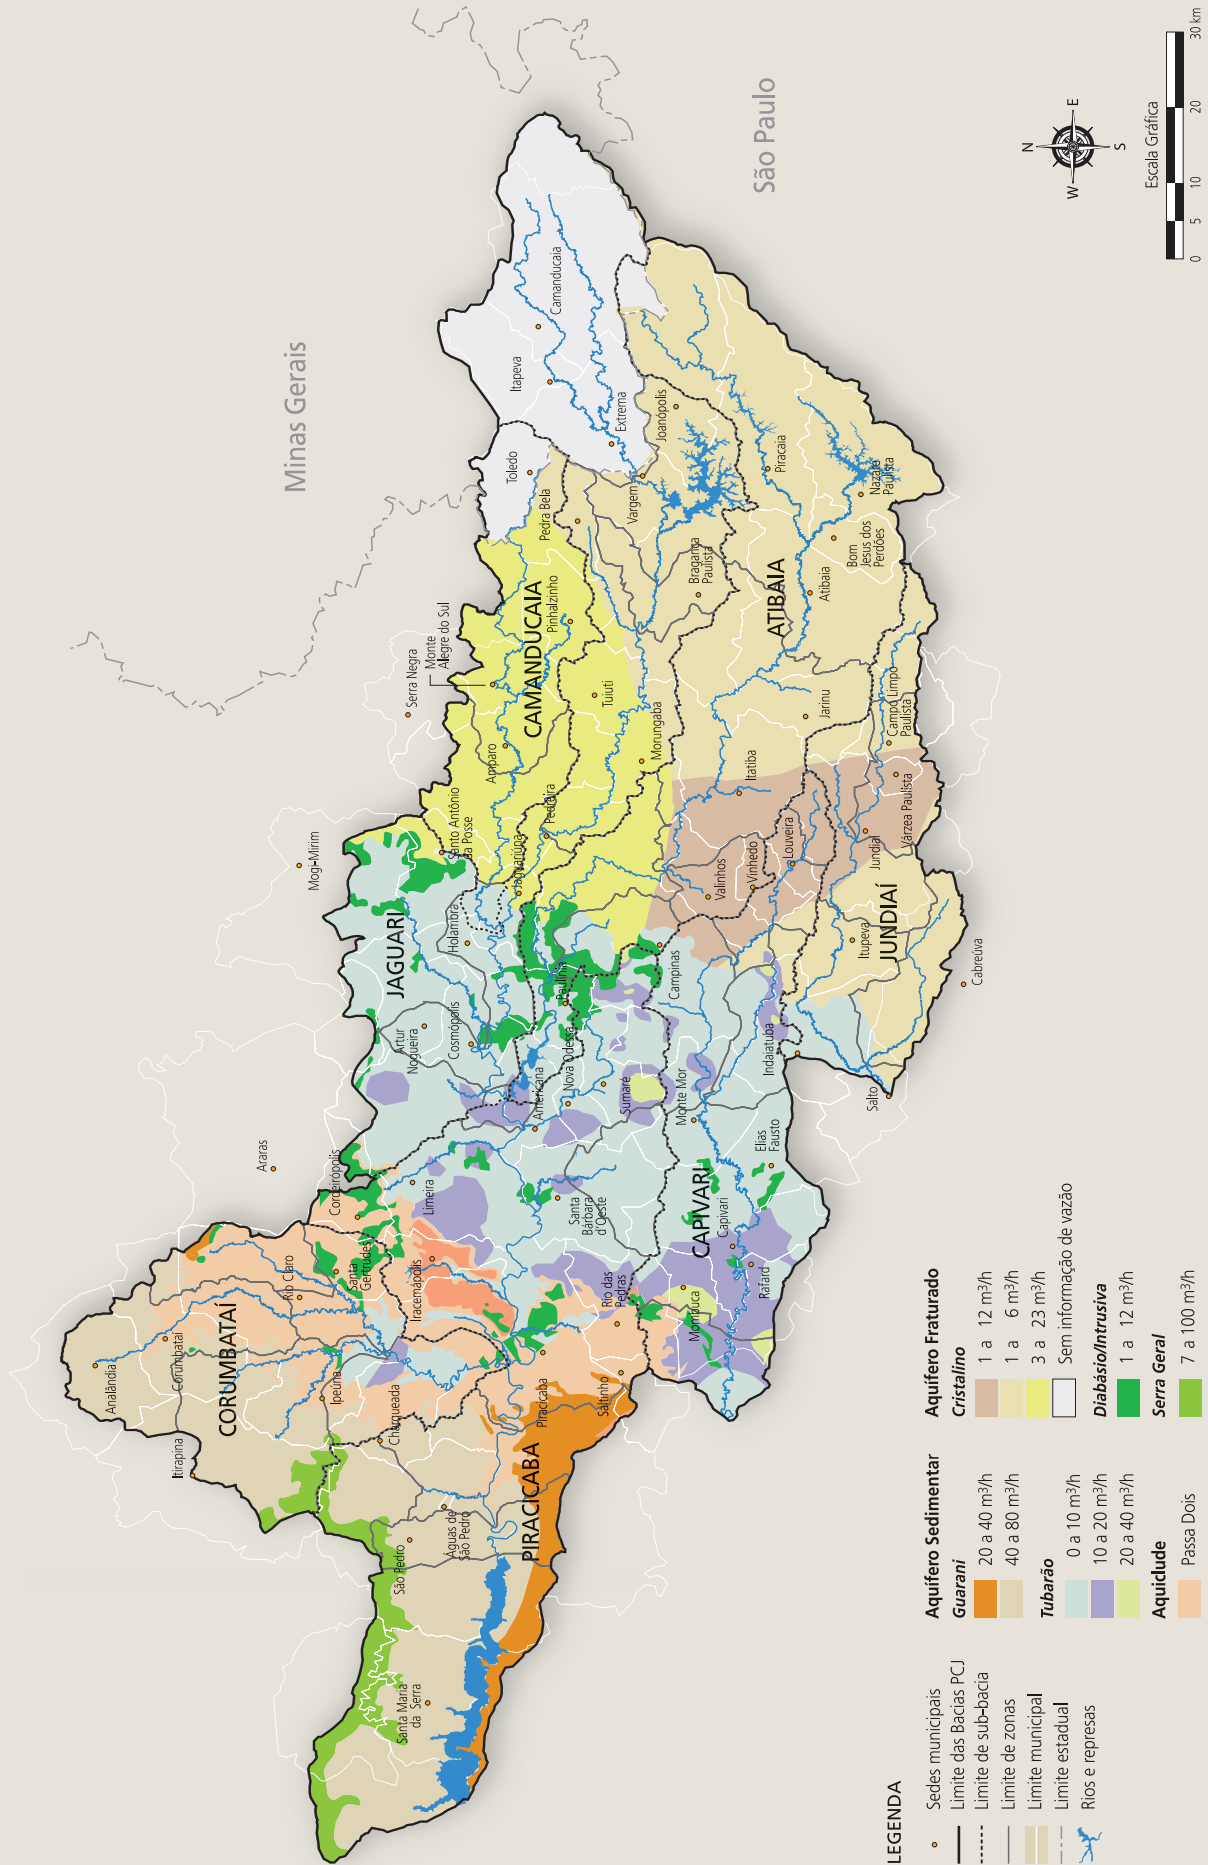 Minas Gerais
São Paulo
N
W
E
S
Escala Gráfica
0
5
10
20
30 km
CORUMBATAÍ
PIRACICABA
JAGUARI
CAMANDUCAIA
ATIBAIA
CAPIVARI
JUNDIAÍ
Analândia
Corumbataí
Itirapina
Rio Claro
Ipeúna
Charqueada
Santa
Gertrudes
Cordeirópolis
Araras
Iracemápolis
Limeira
Águas de
São Pedro
São Pedro
Santa Maria
da Serra
Piracicaba
Saltinho
Rio das
Pedras
Mombuca
Rafard
Capivari
Santa
Bárbara
d'Oeste
Elias
Fausto
Monte Mor
Sumaré
Americana
Nova Odessa
Paulínia
Cosmópolis
Artur
Nogueira
Holambra
Mogi-Mirim
Santo Antônio
da Posse
Jaguariúna
Pedreira
Campinas
Indaiatuba
Salto
Itupeva
Cabreúva
Jundiaí
Várzea Paulista
Campo Limpo
Paulista
Louveira
Vinhedo
Valinhos
Itatiba
Jarinu
Morungaba
Tuiuti
Amparo
Serra Negra
Monte
Alegre do Sul
Pinhalzinho
Pedra Bela
Toledo
Bragança
Paulista
Atibaia
Bom
Jesus dos
Perdões
Nazaré
Paulista
Piracaia
Vargem
Joanópolis
Extrema
Itapeva
Camanducaia
LEGENDA
Sedes municipais
Limite das Bacias PCJ
Limite de sub-bacia
Limite de zonas
Limite municipal
Limite estadual
Rios e represas
Aquífero Sedimentar
Guarani
20 a 40 m³/h
40 a 80 m³/h
Tubarão
0 a 10 m³/h
10 a 20 m³/h
20 a 40 m³/h
Aquiclude
Passa Dois
Aquífero Fraturado
Cristalino
1 a 12 m³/h
1 a 6 m³/h
3 a 23 m³/h
Sem informação de vazão
Diabásio/Intrusiva
1 a 12 m³/h
Serra Geral
7 a 100 m³/h